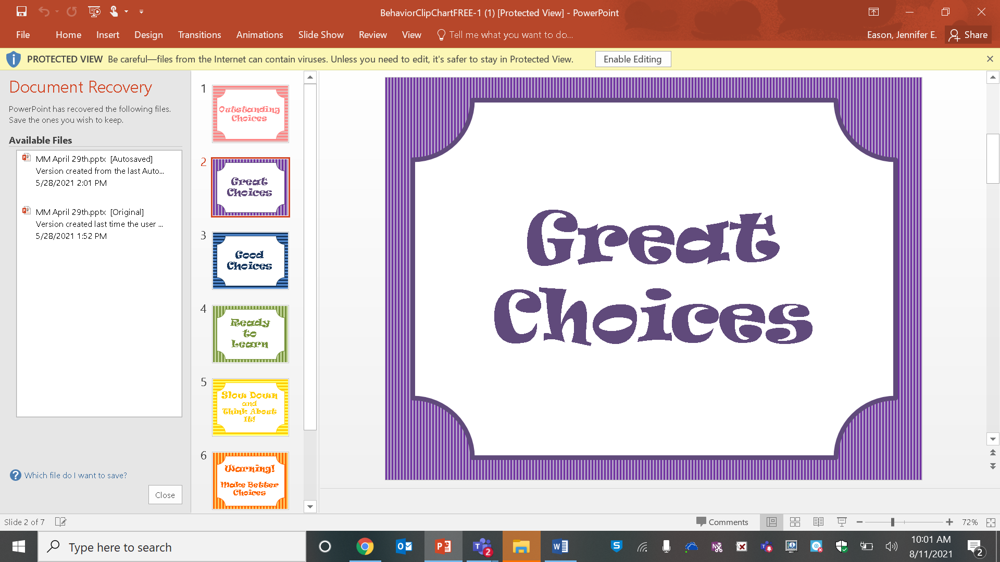 BehaviorClipChartFREE-1 (1) [Protected View] - PowerPoint
File Home Insert Design Transitions Animations Slide Show Review View Tell me what you want to do... Eason, Jennifer E. Share
PROTECTED VIEW Be careful—files from the Internet can contain viruses. Unless you need to edit, it's safer to stay in Protected View. Enable Editing
Document Recovery
PowerPoint has recovered the following files.
Save the ones you wish to keep.
Available Files
MM April 29th.pptx [Autosaved]
Version created from the last Auto...
5/28/2021 2:01 PM
MM April 29th.pptx [Original]
Version created last time the user ...
5/28/2021 1:52 PM
Which file do I want to save?
Close
1
Outstanding
Choices
2
Great
Choices
3
Good
Choices
4
Ready
to
Learn
5
Slow Down
and
Think About
It!
6
Warning!
Make Better
Choices
Great
Choices
Slide 2 of 7 Comments 72%
Type here to search
10:01 AM
8/11/2021
2
2